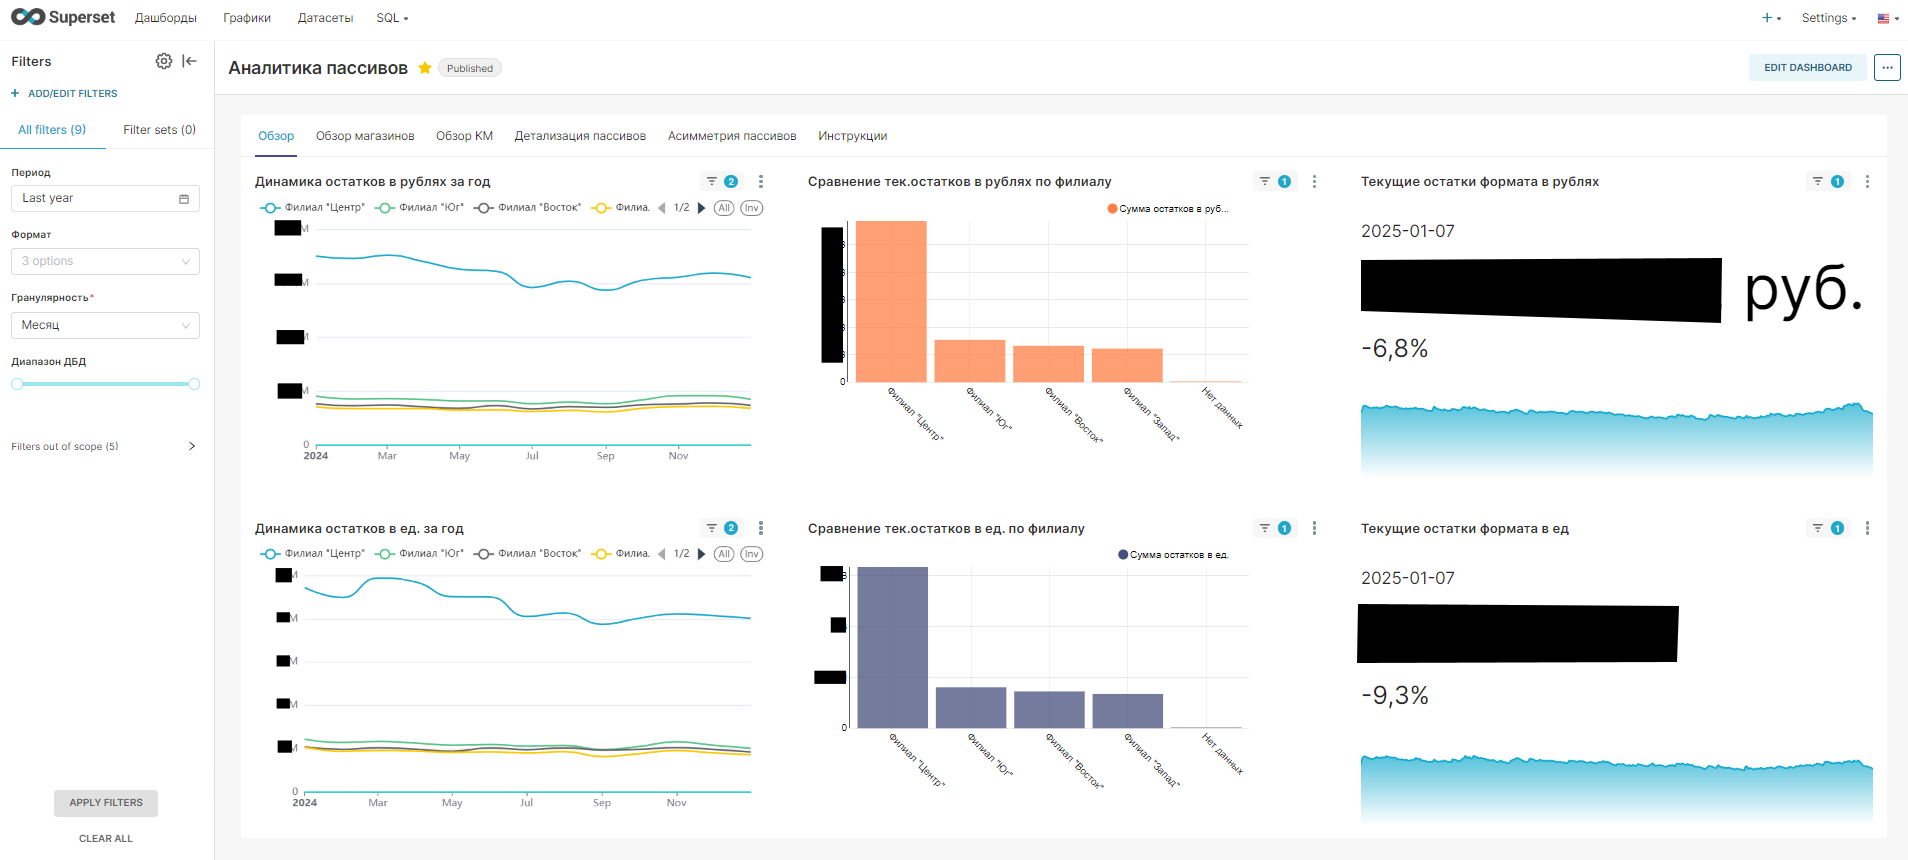 Superset Дашборды Графики Датасеты SQL Settings
Filters
Аналитика пассивов Published EDIT DASHBOARD ...
+ ADD/EDIT FILTERS
All filters (9) Filter sets (0)
Период
Last year
Формат
3 options
Гранулярность*
Месяц
Диапазон ДБД
Filters out of scope (5)
APPLY FILTERS
CLEAR ALL
Обзор Обзор магазинов Обзор КМ Детализация пассивов Асимметрия пассивов Инструкции
Динамика остатков в рублях за год 2
Филиал "Центр" Филиал "Юг" Филиал "Восток" Филиа. 1/2 All Inv
M
M
M
M
0
2024 Mar May Jul Sep Nov
Сравнение тек.остатков в рублях по филиалу 1
Сумма остатков в руб...
0
Филиал "Центр" Филиал "Юг" Филиал "Восток" Филиал "Запад" Нет данных
Текущие остатки формата в рублях 1
2025-01-07
руб.
-6,8%
Динамика остатков в ед. за год 2
Филиал "Центр" Филиал "Юг" Филиал "Восток" Филиа. 1/2 All Inv
M
M
M
M
M
0
2024 Mar May Jul Sep Nov
Сравнение тек.остатков в ед. по филиалу 1
Сумма остатков в ед.
0
Филиал "Центр" Филиал "Юг" Филиал "Восток" Филиал "Запад" Нет данных
Текущие остатки формата в ед 1
2025-01-07
-9,3%